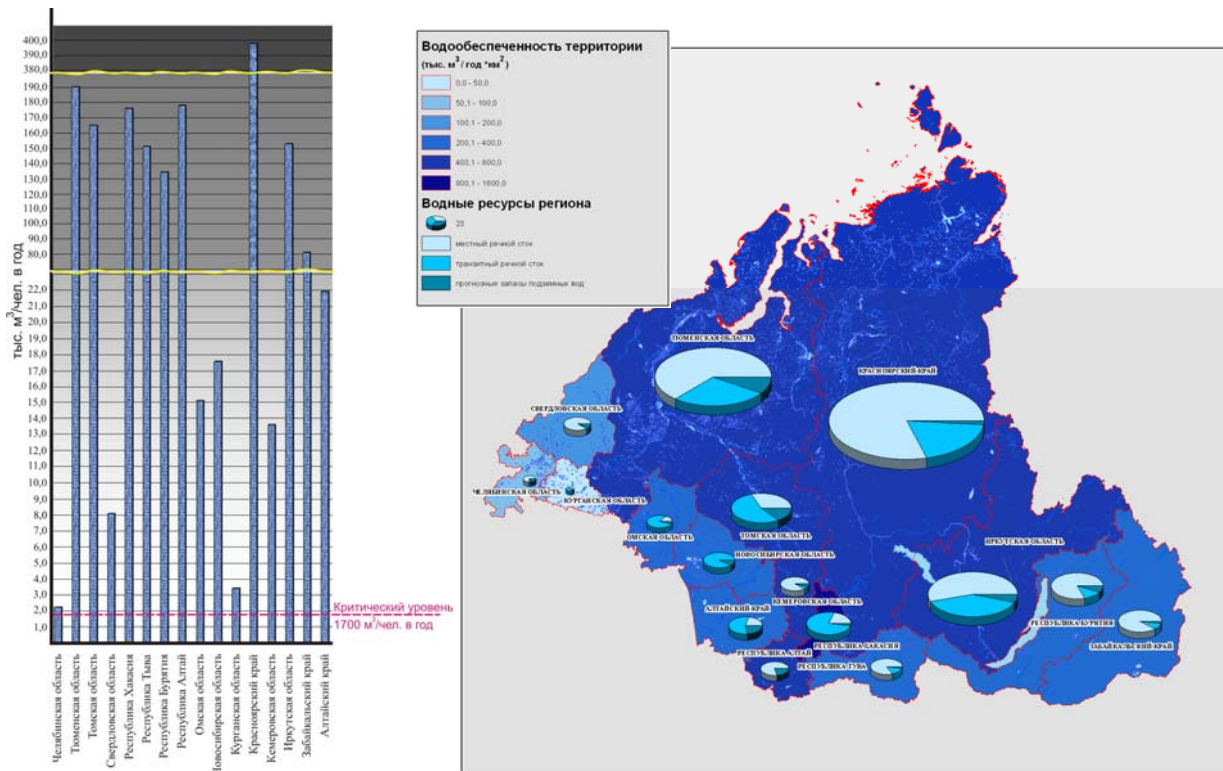 400,0
390,0
380,0
190,0
180,0
170,0
160,0
150,0
140,0
130,0
120,0
110,0
100,0
90,0
80,0
22,0
21,0
20,0
19,0
18,0
17,0
16,0
15,0
14,0
13,0
12,0
11,0
10,0
9,0
8,0
7,0
6,0
5,0
4,0
3,0
2,0
1,0
тыс. м³/чел. в год
Критический уровень
1700 м³/чел. в год
Челябинская область
Тюменская область
Томская область
Свердловская область
Республика Хакасия
Республика Тыва
Республика Бурятия
Республика Алтай
Омская область
Новосибирская область
Курганская область
Красноярский край
Кемеровская область
Иркутская область
Забайкальский край
Алтайский край
Водообеспеченность территории
(тыс. м³ / год *км²)
0,0 - 50,0
50,1 - 100,0
100,1 - 200,0
200,1 - 400,0
400,1 - 800,0
800,1 - 1600,0
Водные ресурсы региона
23
местный речной сток
транзитный речной сток
прогнозные запасы подземных вод
ТЮМЕНСКАЯ ОБЛАСТЬ
КРАСНОЯРСКИЙ КРАЙ
СВЕРДЛОВСКАЯ ОБЛАСТЬ
ЧЕЛЯБИНСКАЯ ОБЛАСТЬ
КУРГАНСКАЯ ОБЛАСТЬ
ОМСКАЯ ОБЛАСТЬ
ТОМСКАЯ ОБЛАСТЬ
ИРКУТСКАЯ ОБЛАСТЬ
НОВОСИБИРСКАЯ ОБЛАСТЬ
КЕМЕРОВСКАЯ ОБЛАСТЬ
АЛТАЙСКИЙ КРАЙ
РЕСПУБЛИКА БУРЯТИЯ
РЕСПУБЛИКА ХАКАСИЯ
ЗАБАЙКАЛЬСКИЙ КРАЙ
РЕСПУБЛИКА АЛТАЙ
РЕСПУБЛИКА ТУВА